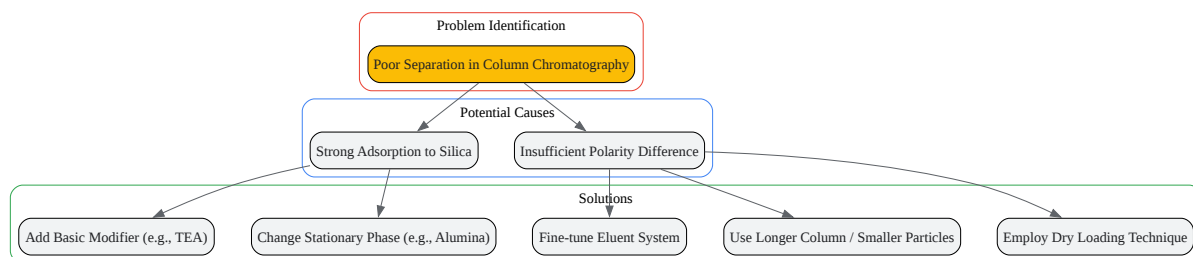 Problem Identification
Poor Separation in Column Chromatography
Potential Causes
Strong Adsorption to Silica
Insufficient Polarity Difference
Solutions
Add Basic Modifier (e.g., TEA)
Change Stationary Phase (e.g., Alumina)
Fine-tune Eluent System
Use Longer Column / Smaller Particles
Employ Dry Loading Technique